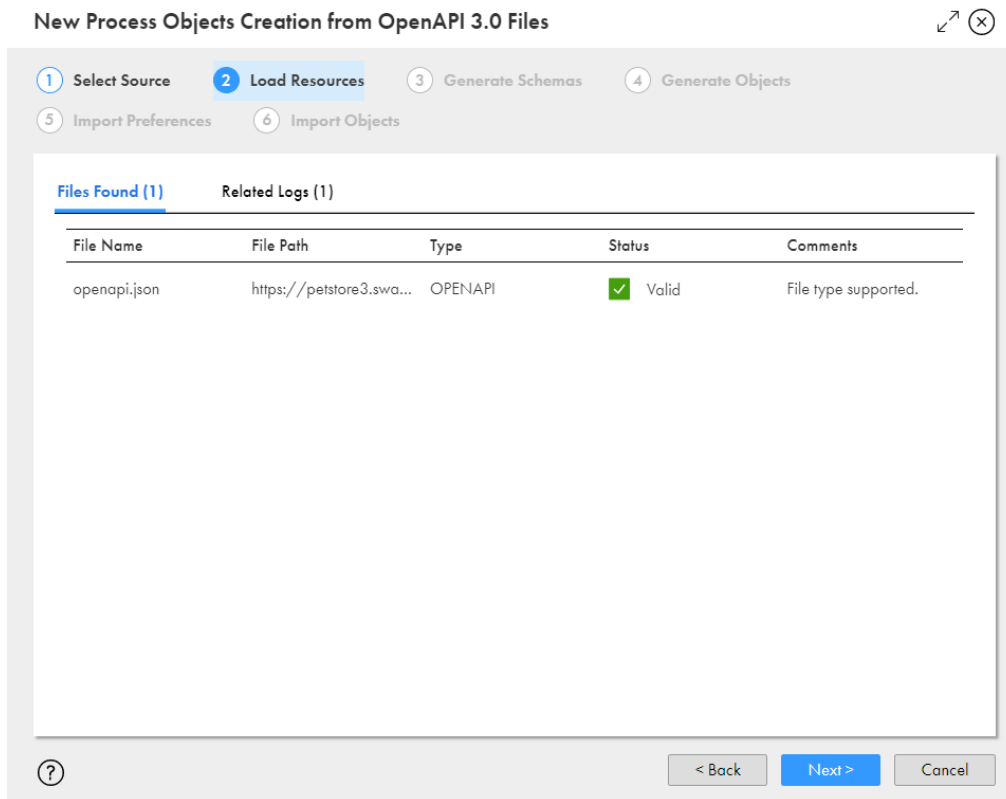 New Process Objects Creation from OpenAPI 3.0 Files
1 Select Source 2 Load Resources 3 Generate Schemas 4 Generate Objects
5 Import Preferences 6 Import Objects
Files Found (1) Related Logs (1)
File Name File Path Type Status Comments
openapi.json https://petstore3.swa... OPENAPI Valid File type supported.
? < Back Next > Cancel